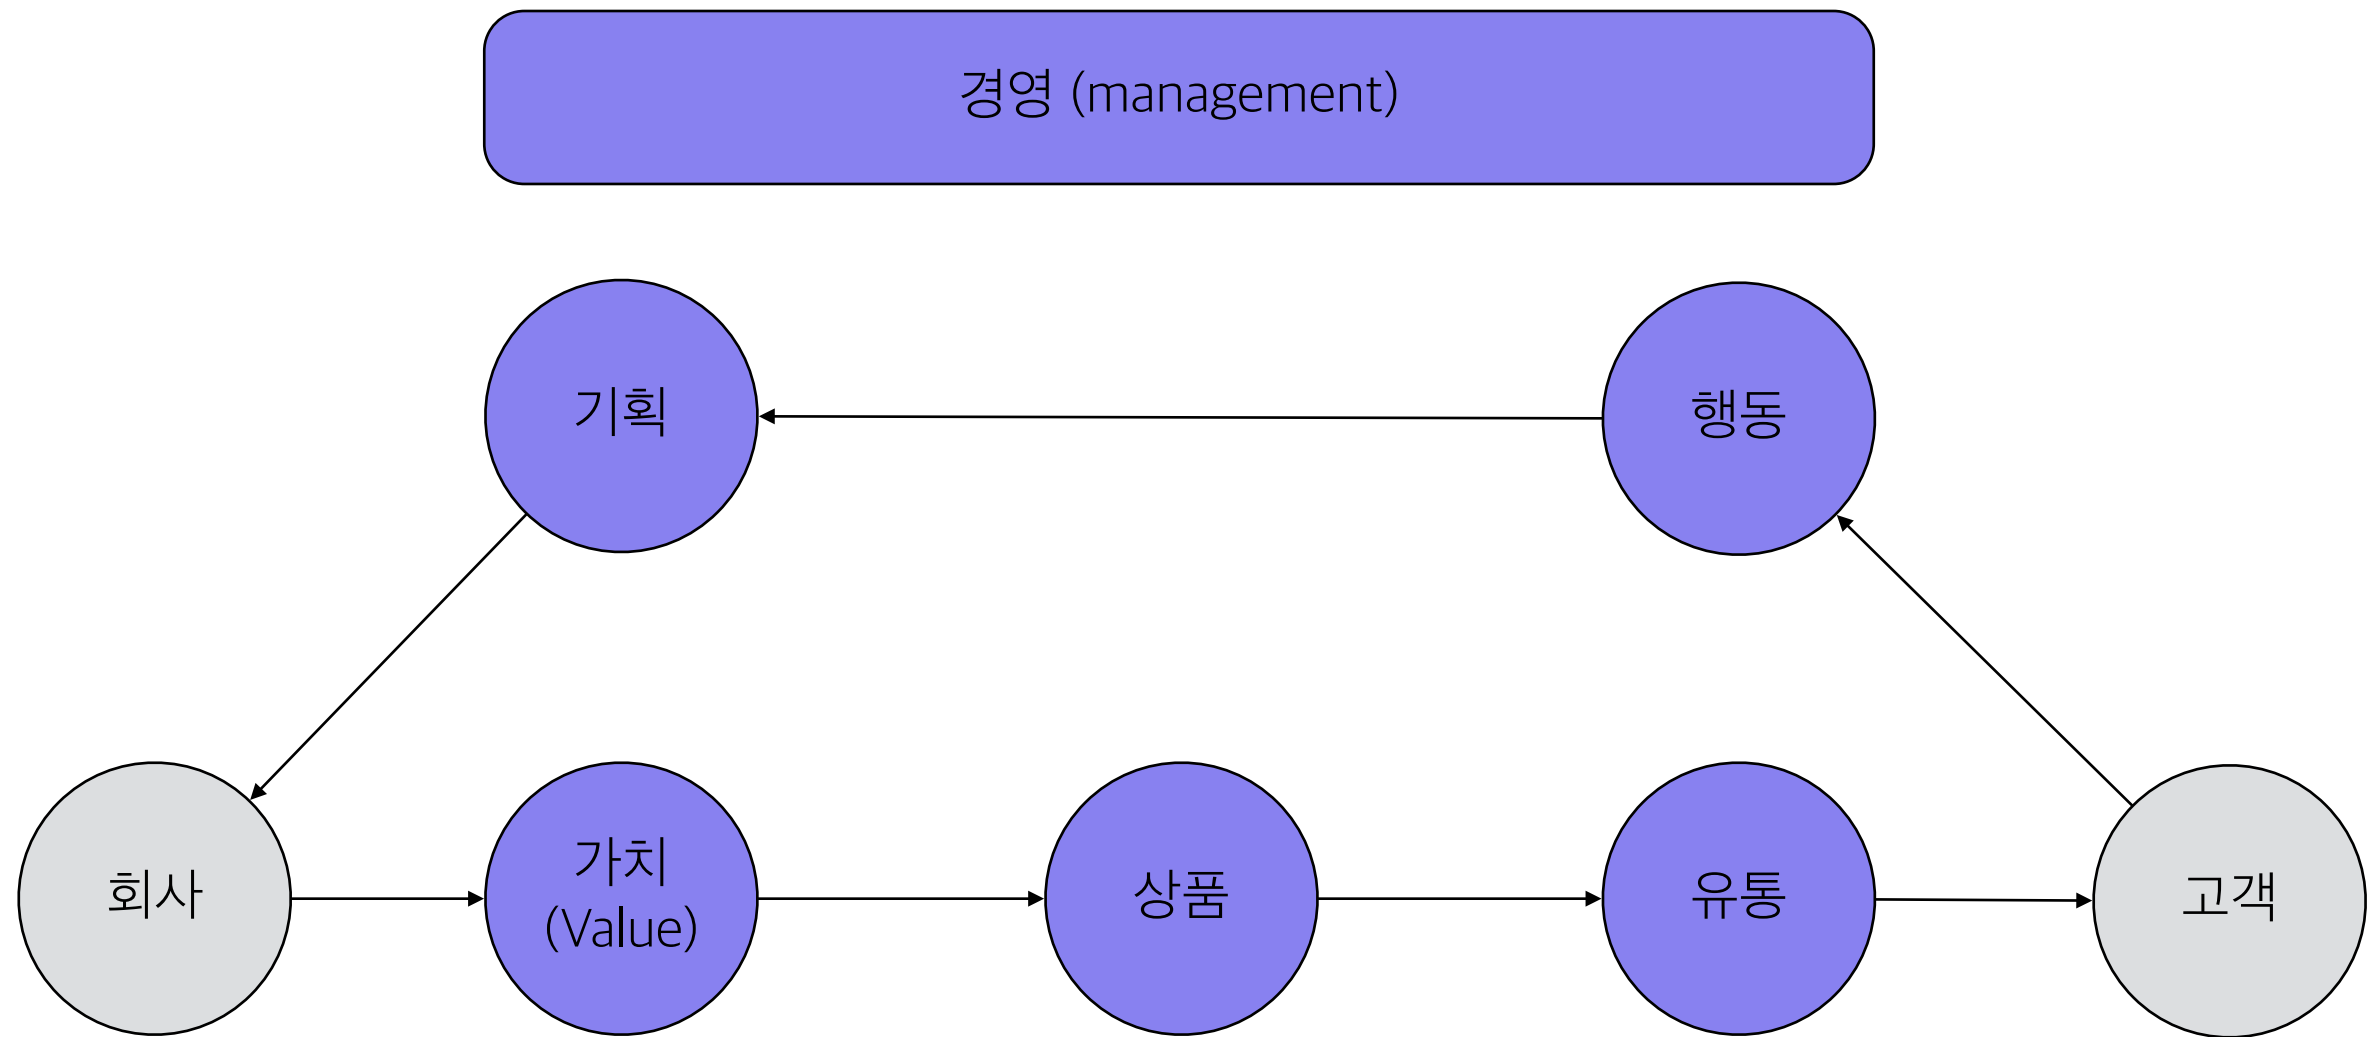 경영 (management)
기획
행동
회사
가치
(Value)
상품
유통
고객